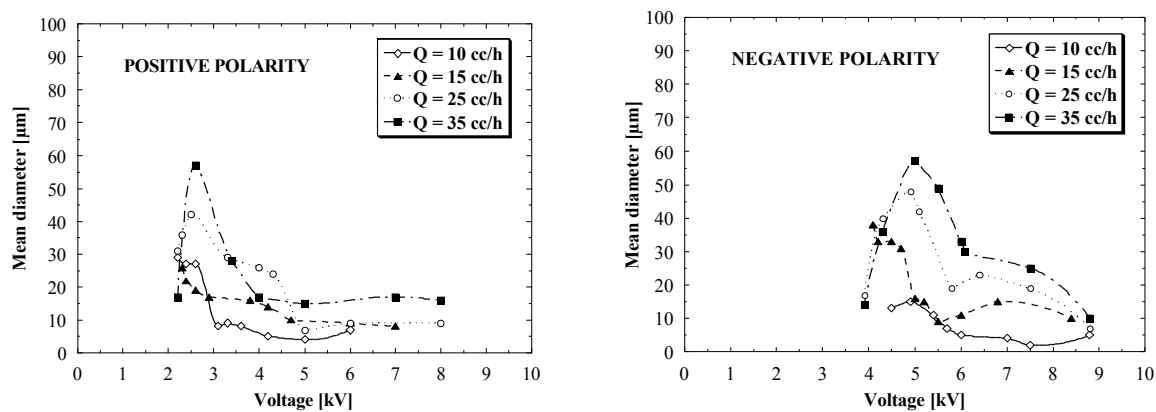 POSITIVE POLARITY
Q = 10 cc/h
Q = 15 cc/h
Q = 25 cc/h
Q = 35 cc/h
Mean diameter [µm]
100
90
80
70
60
50
40
30
20
10
0
0 1 2 3 4 5 6 7 8 9 10
Voltage [kV]
NEGATIVE POLARITY
Q = 10 cc/h
Q = 15 cc/h
Q = 25 cc/h
Q = 35 cc/h
Mean diameter [µm]
100
90
80
70
60
50
40
30
20
10
0
0 1 2 3 4 5 6 7 8 9 10
Voltage [kV]